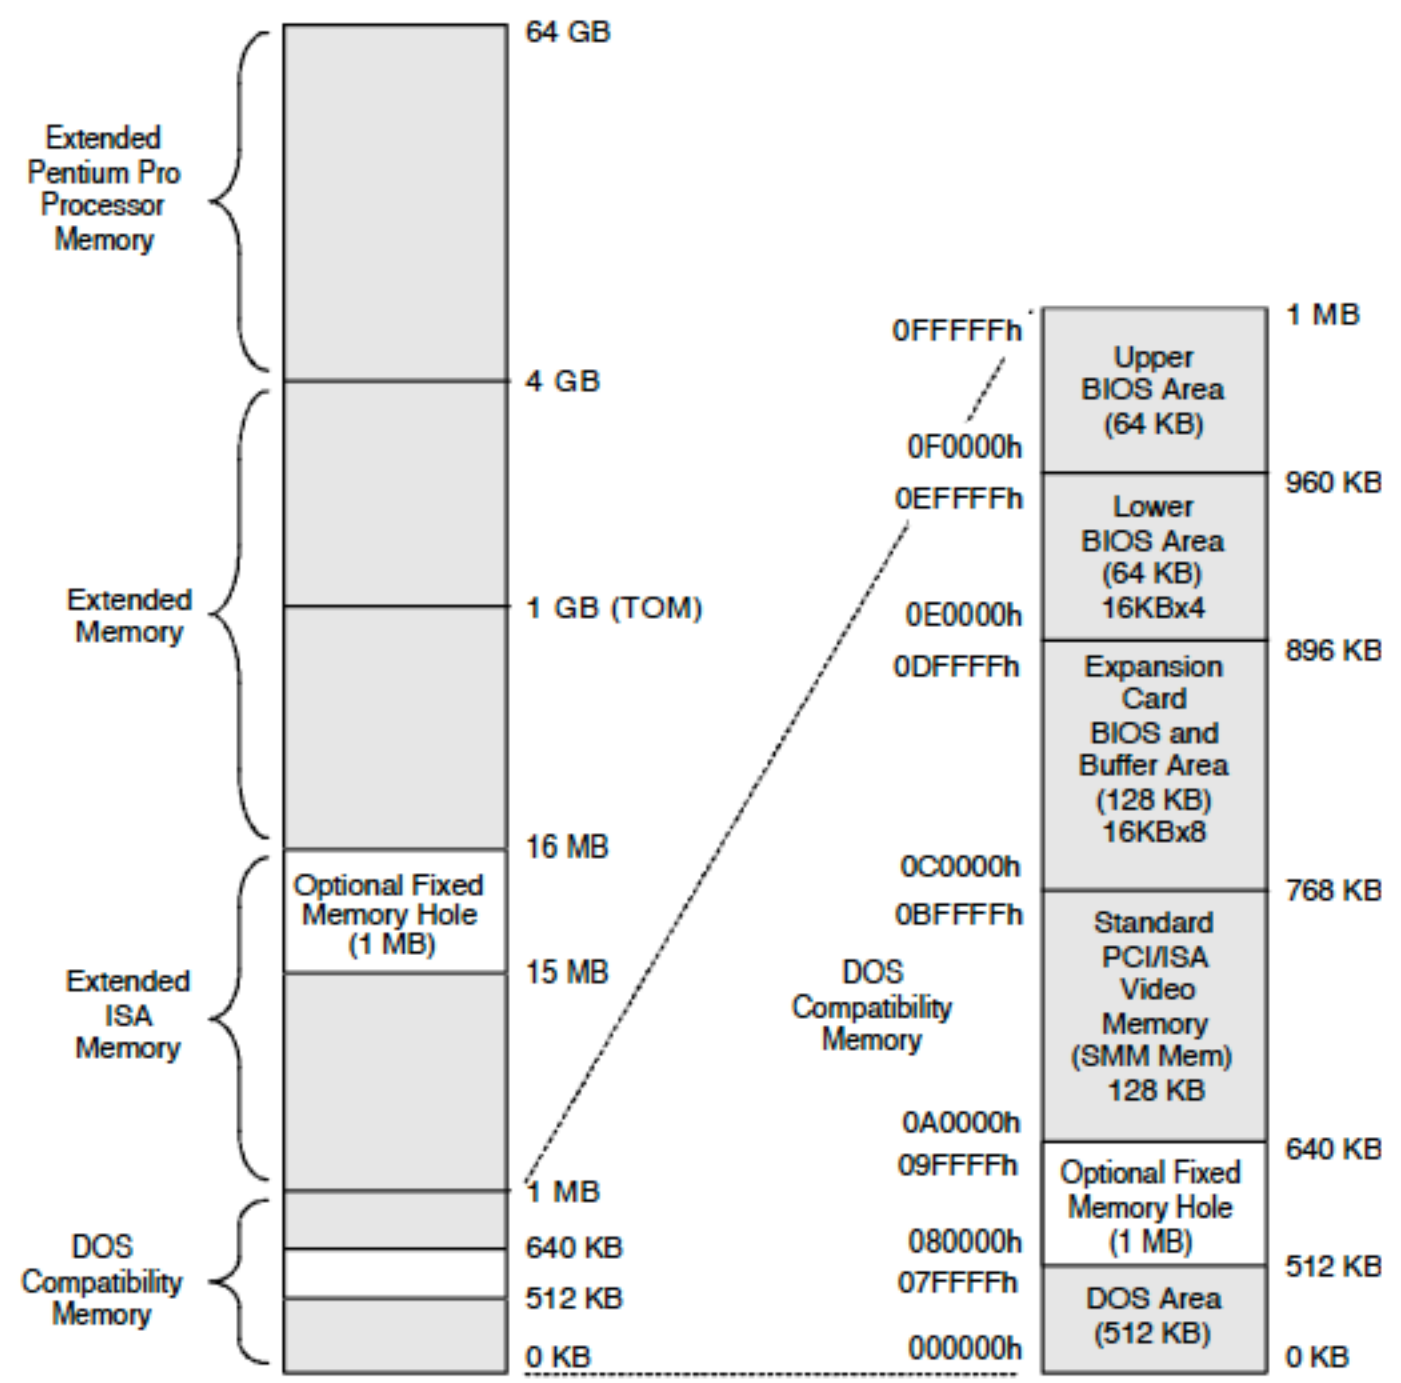 64 GB
Extended
Pentium Pro
Processor
Memory
4 GB
Extended
Memory
1 GB (TOM)
16 MB
Optional Fixed
Memory Hole
(1 MB)
15 MB
Extended
ISA
Memory
1 MB
640 KB
DOS
Compatibility
Memory
512 KB
0 KB
0FFFFFh
1 MB
Upper
BIOS Area
(64 KB)
0F0000h
960 KB
0EFFFFh
Lower
BIOS Area
(64 KB)
16KBx4
0E0000h
896 KB
0DFFFFh
Expansion
Card
BIOS and
Buffer Area
(128 KB)
16KBx8
0C0000h
768 KB
0BFFFFh
Standard
PCI/ISA
Video
Memory
(SMM Mem)
128 KB
DOS
Compatibility
Memory
0A0000h
640 KB
09FFFFh
Optional Fixed
Memory Hole
(1 MB)
080000h
512 KB
07FFFFh
DOS Area
(512 KB)
000000h
0 KB